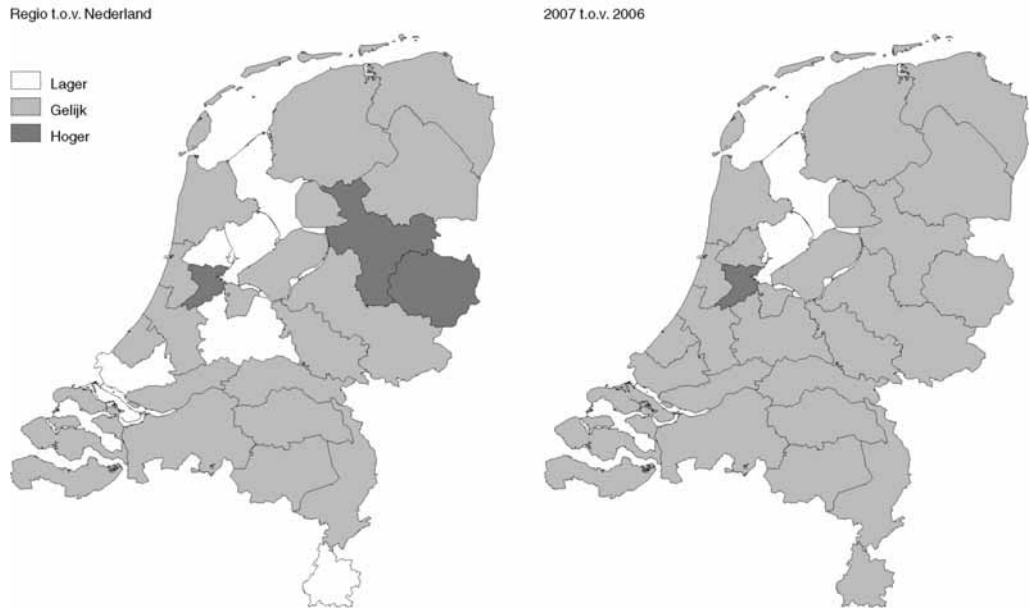 Regio t.o.v. Nederland
2007 t.o.v. 2006
Lager
Gelijk
Hoger